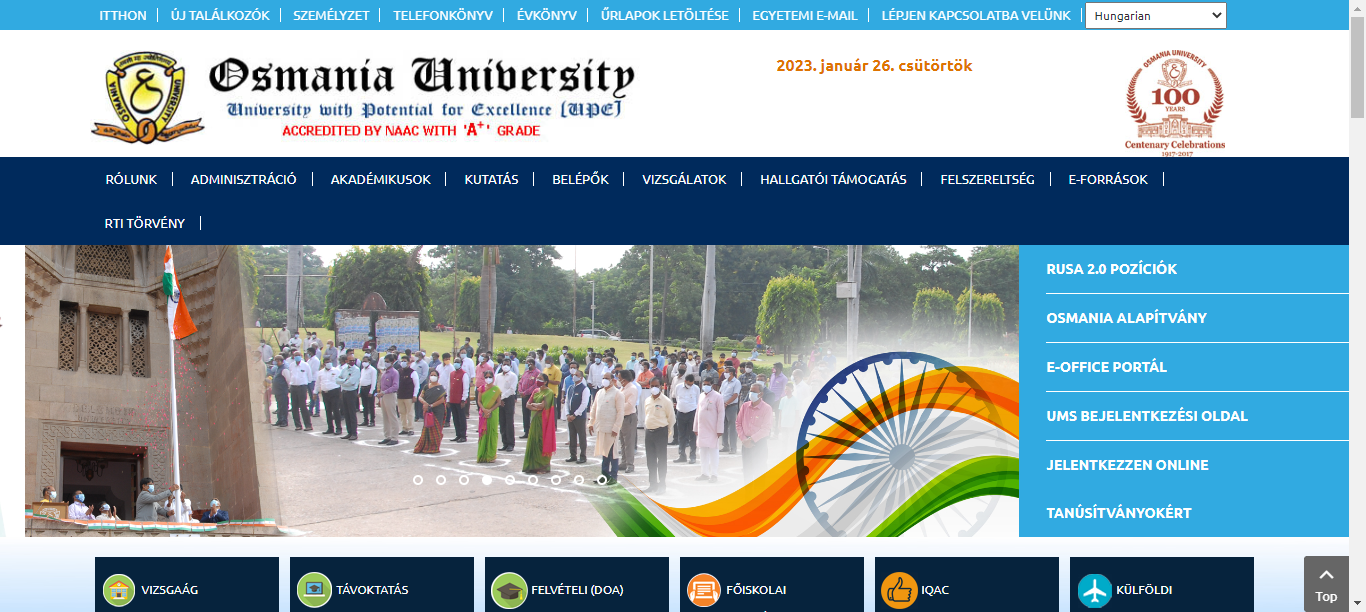 ITTHON ÚJ TALÁLKOZÓK SZEMÉLYZET TELEFONKÖNYV ÉVKÖNYV ŰRLAPOK LETÖLTÉSE EGYETEMI E-MAIL LÉPJEN KAPCSOLATBA VELÜNK Hungarian
Osmania University
University with Potential for Excellence [UPE]
ACCREDITED BY NAAC WITH 'A+' GRADE
2023. január 26. csütörtök
OSMANIA UNIVERSITY
100
YEARS
Centenary Celebrations
1917-2017
OSMANIA
UNIVERSITY
RÓLUNK ADMINISZTRÁCIÓ AKADÉMIKUSOK KUTATÁS BELÉPŐK VIZSGÁLATOK HALLGATÓI TÁMOGATÁS FELSZERELTSÉG E-FORRÁSOK
RTI TÖRVÉNY
RUSA 2.0 POZÍCIÓK
OSMANIA ALAPÍTVÁNY
E-OFFICE PORTÁL
UMS BEJELENTKEZÉSI OLDAL
JELENTKEZZEN ONLINE
TANÚSÍTVÁNYOKÉRT
VIZSGAÁG TÁVOKTATÁS FELVÉTELI (DOA) FŐISKOLAI IQAC KÜLFÖLDI
Top